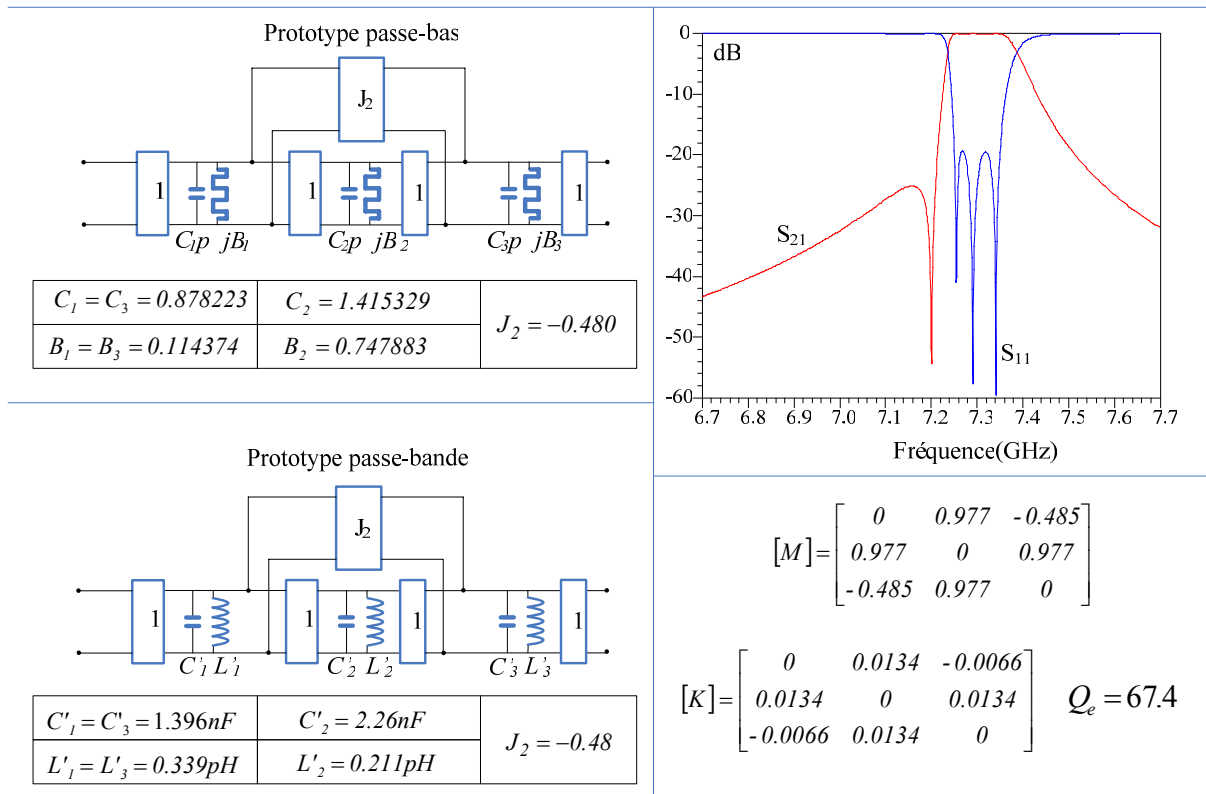 Prototype passe-bas
J2
1
1
1
1
C1p jB1
C2p jB2
C3p jB3
C1 = C3 = 0.878223
C2 = 1.415329
J2 = −0.480
B1 = B3 = 0.114374
B2 = 0.747883
Prototype passe-bande
J2
1
1
1
1
C'1 L'1
C'2 L'2
C'3 L'3
C'1 = C'3 = 1.396nF
C'2 = 2.26nF
J2 = −0.48
L'1 = L'3 = 0.339pH
L'2 = 0.211pH
dB
0
-10
-20
-30
-40
-50
-60
S21
S11
6.7 6.8 6.9 7.0 7.1 7.2 7.3 7.4 7.5 7.6 7.7
Fréquence(GHz)
[M] =
0 0.977 -0.485
0.977 0 0.977
-0.485 0.977 0
[K] =
0 0.0134 -0.0066
0.0134 0 0.0134
-0.0066 0.0134 0
Qe = 67.4